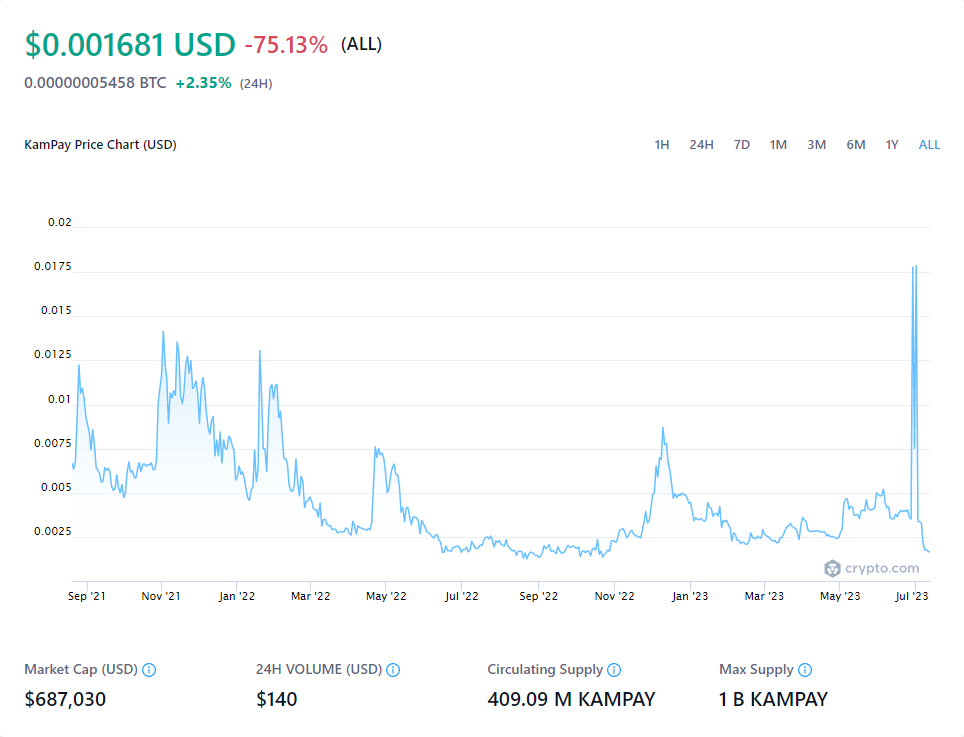 $0.001681 USD -75.13% (ALL)
0.00000005458 BTC +2.35% (24H)
KamPay Price Chart (USD) 1H 24H 7D 1M 3M 6M 1Y ALL
0.02
0.0175
0.015
0.0125
0.01
0.0075
0.005
0.0025
crypto.com
Sep '21 Nov '21 Jan '22 Mar '22 May '22 Jul '22 Sep '22 Nov '22 Jan '23 Mar '23 May '23 Jul '23
Market Cap (USD) 24H VOLUME (USD) Circulating Supply Max Supply
$687,030 $140 409.09 M KAMPAY 1 B KAMPAY